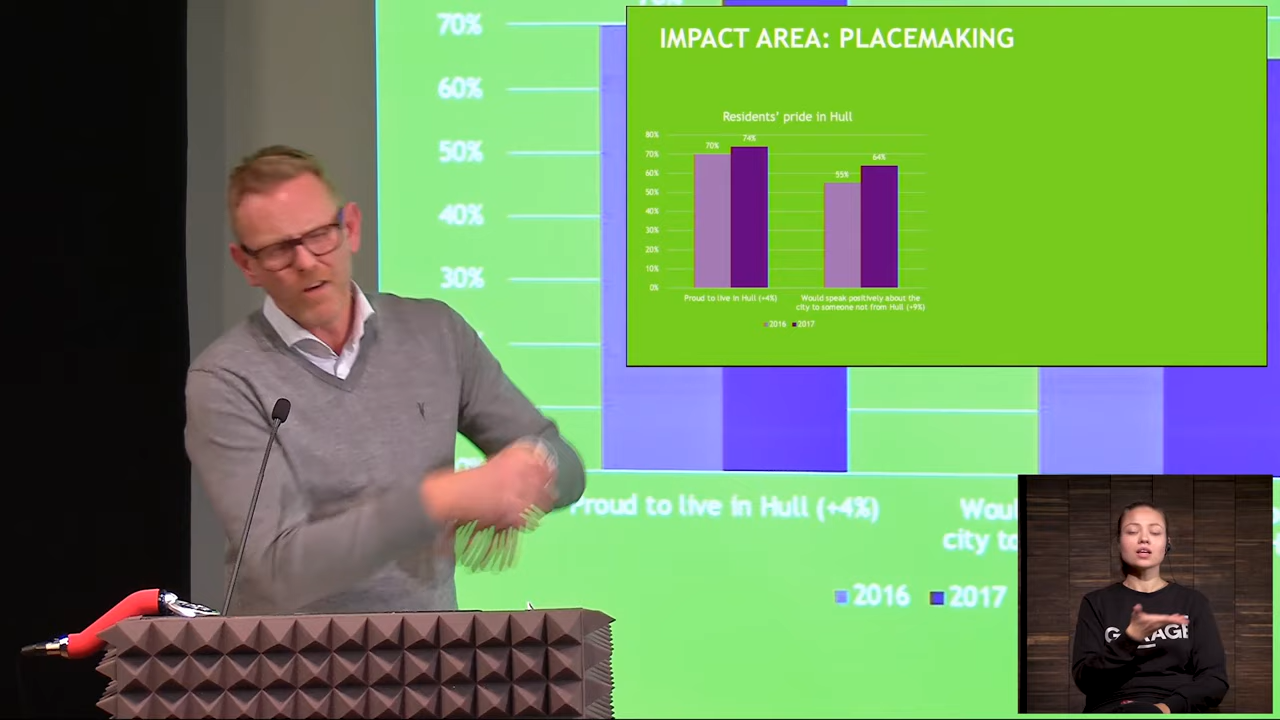 IMPACT AREA: PLACEMAKING
Residents' pride in Hull
80%
70%
60%
50%
40%
30%
20%
10%
0%
70%
74%
55%
64%
Proud to live in Hull (+4%)
Would speak positively about the
city to someone not from Hull (+9%)
2016 2017
70%
60%
50%
40%
30%
Proud to live in Hull (+4%)
Woul
city to
2016 2017